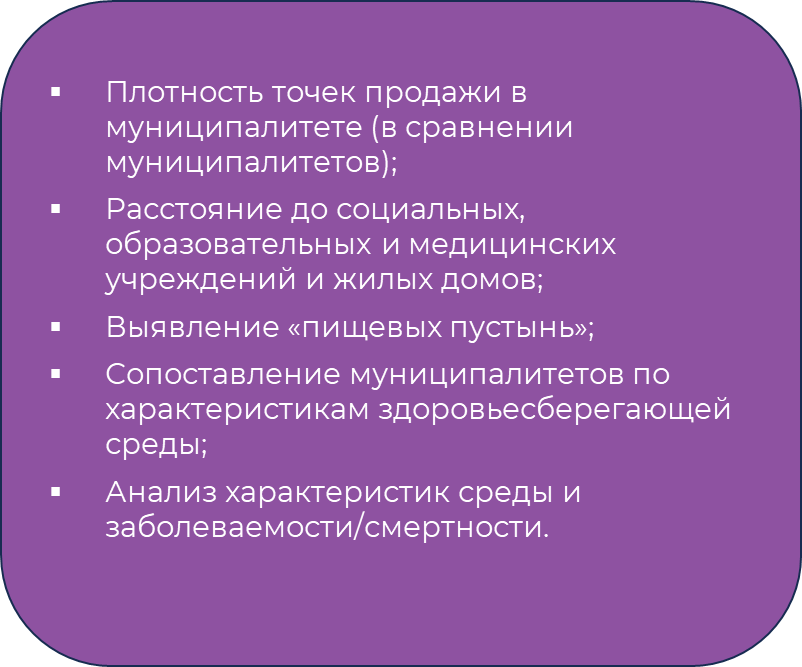 ▪ Плотность точек продажи в
муниципалитете (в сравнении
муниципалитетов);
▪ Расстояние до социальных,
образовательных и медицинских
учреждений и жилых домов;
▪ Выявление «пищевых пустынь»;
▪ Сопоставление муниципалитетов по
характеристикам здоровьесберегающей
среды;
▪ Анализ характеристик среды и
заболеваемости/смертности.